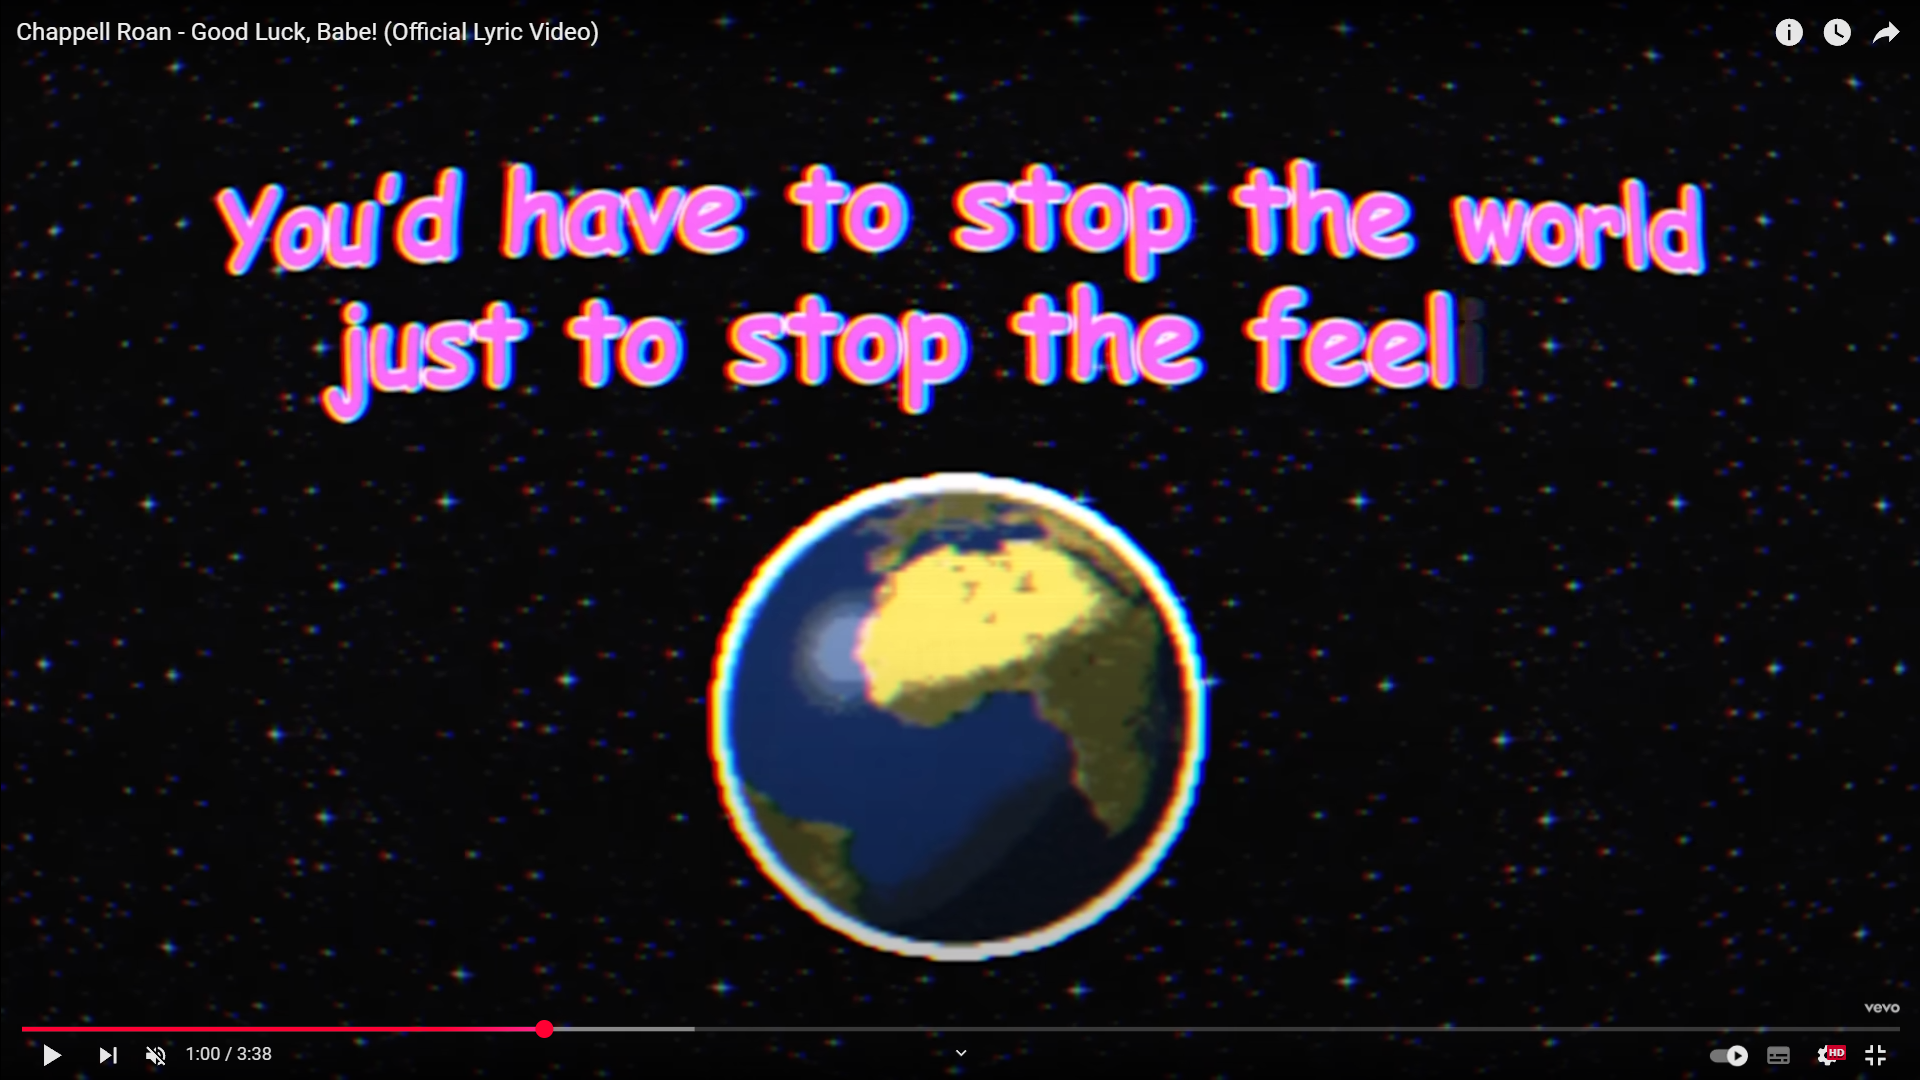 Chappell Roan - Good Luck, Babe! (Official Lyric Video)
You'd have to stop the world
just to stop the feeli
vevo
1:00 / 3:38
HD